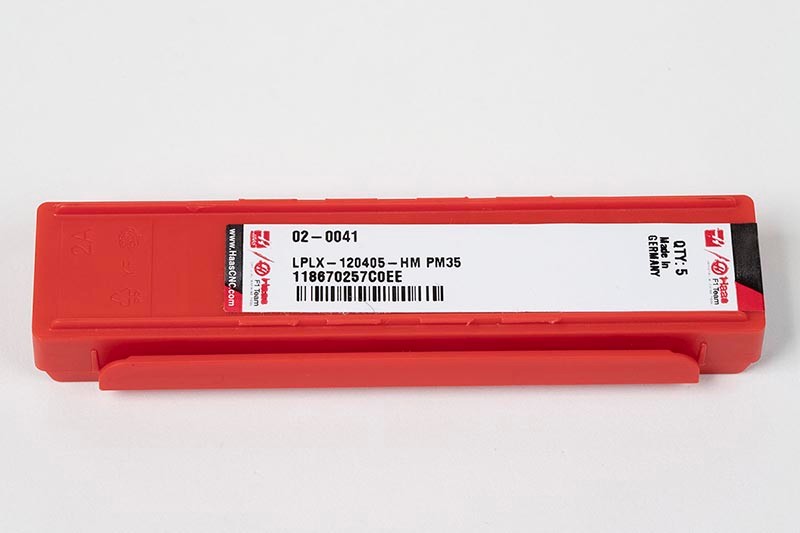 2A
www.HaasCNC.com
Haas
F1 Team
02-0041
LPLX-120405-HM PM35
118670257C0EE
QTY: 5
Made In
GERMANY
Haas
F1 Team